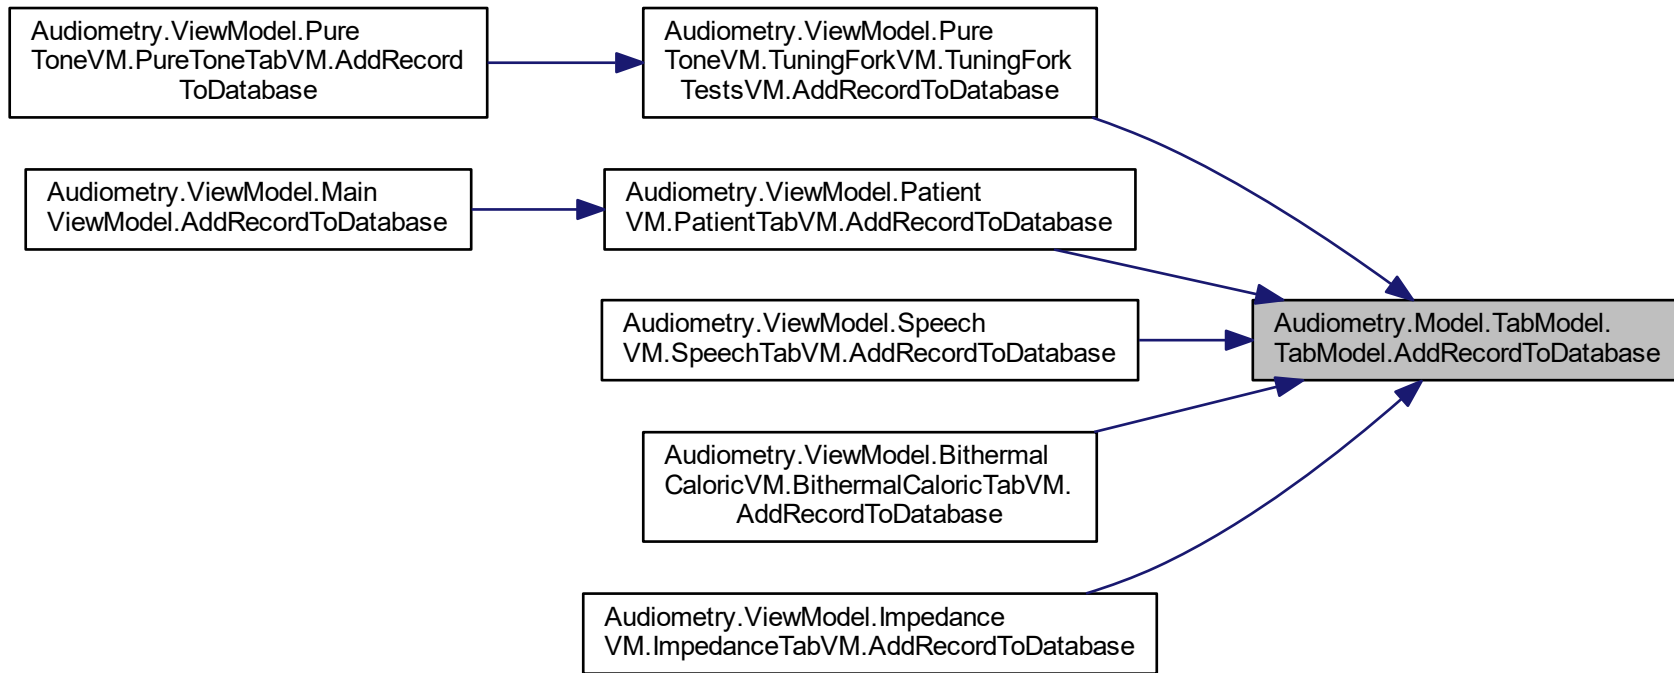 Audiometry.ViewModel.Pure
ToneVM.PureToneTabVM.AddRecord
ToDatabase
Audiometry.ViewModel.Pure
ToneVM.TuningForkVM.TuningFork
TestsVM.AddRecordToDatabase
Audiometry.ViewModel.Main
ViewModel.AddRecordToDatabase
Audiometry.ViewModel.Patient
VM.PatientTabVM.AddRecordToDatabase
Audiometry.ViewModel.Speech
VM.SpeechTabVM.AddRecordToDatabase
Audiometry.Model.TabModel.
TabModel.AddRecordToDatabase
Audiometry.ViewModel.Bithermal
CaloricVM.BithermalCaloricTabVM.
AddRecordToDatabase
Audiometry.ViewModel.Impedance
VM.ImpedanceTabVM.AddRecordToDatabase